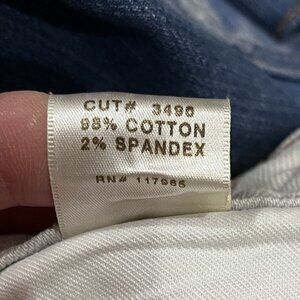 CUT# 3490
98% COTTON
2% SPANDEX
RN# 117985